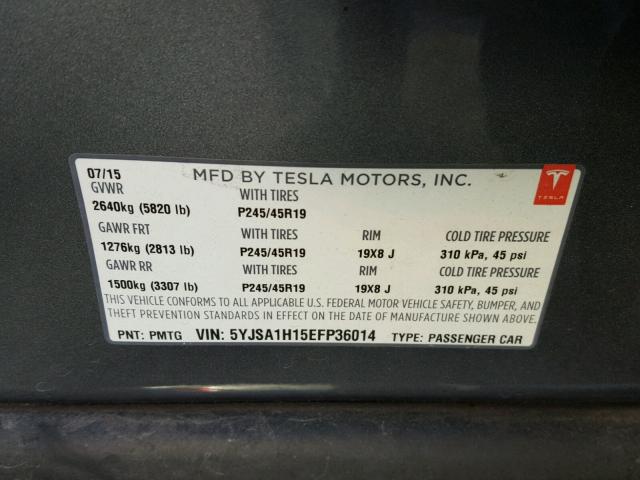 07/15 MFD BY TESLA MOTORS, INC.
GVWR WITH TIRES
2640kg (5820 lb) P245/45R19
GAWR FRT WITH TIRES RIM COLD TIRE PRESSURE
1276kg (2813 lb) P245/45R19 19X8 J 310 kPa, 45 psi
GAWR RR WITH TIRES RIM COLD TIRE PRESSURE
1500kg (3307 lb) P245/45R19 19X8 J 310 kPa, 45 psi
THIS VEHICLE CONFORMS TO ALL APPLICABLE U.S. FEDERAL MOTOR VEHICLE SAFETY, BUMPER, AND
THEFT PREVENTION STANDARDS IN EFFECT ON THE DATE OF MANUFACTURE SHOWN ABOVE.
PNT: PMTG VIN: 5YJSA1H15EFP36014 TYPE: PASSENGER CAR
TESLA